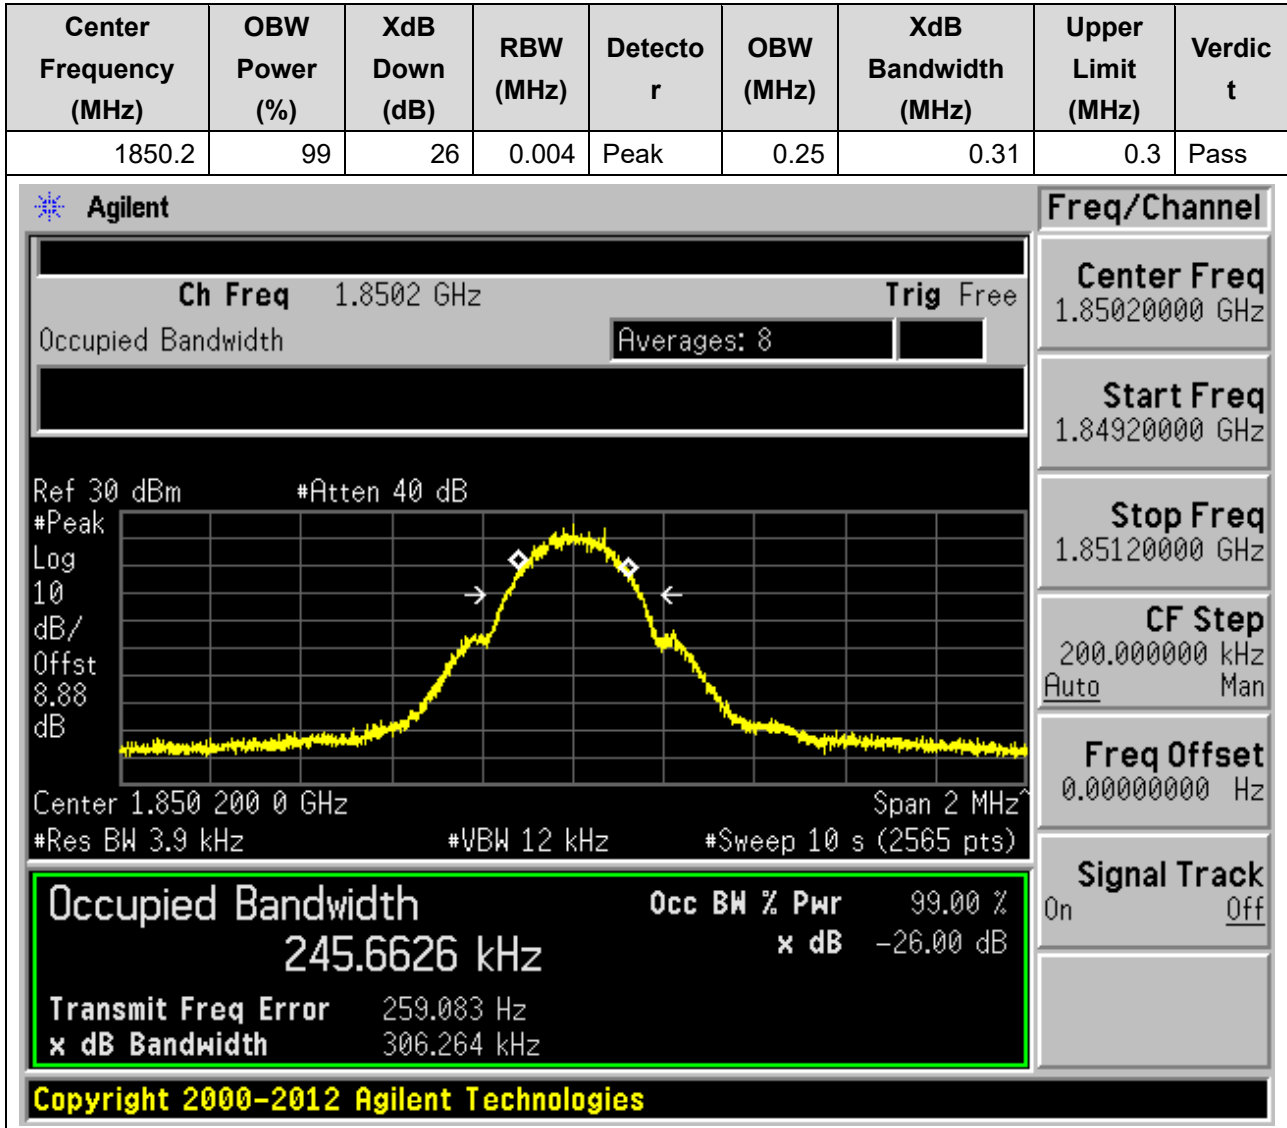 Center Frequency (MHz) OBW Power (%) XdB Down (dB) RBW (MHz) Detecto r OBW (MHz) XdB Bandwidth (MHz) Upper Limit (MHz) Verdic t
1850.2 99 26 0.004 Peak 0.25 0.31 0.3 Pass
Agilent
Freq/Channel
Ch Freq 1.8502 GHz Trig Free
Occupied Bandwidth Averages: 8
Ref 30 dBm #Atten 40 dB
#Peak
Log
10
dB/
Offst
8.88
dB
Center 1.850 200 0 GHz Span 2 MHz^
#Res BW 3.9 kHz #VBW 12 kHz #Sweep 10 s (2565 pts)
Occupied Bandwidth Occ BW % Pwr 99.00 %
245.6626 kHz x dB -26.00 dB
Transmit Freq Error 259.083 Hz
x dB Bandwidth 306.264 kHz
Center Freq
1.85020000 GHz
Start Freq
1.84920000 GHz
Stop Freq
1.85120000 GHz
CF Step
200.000000 kHz
Auto Man
Freq Offset
0.00000000 Hz
Signal Track
On Off
Copyright 2000-2012 Agilent Technologies